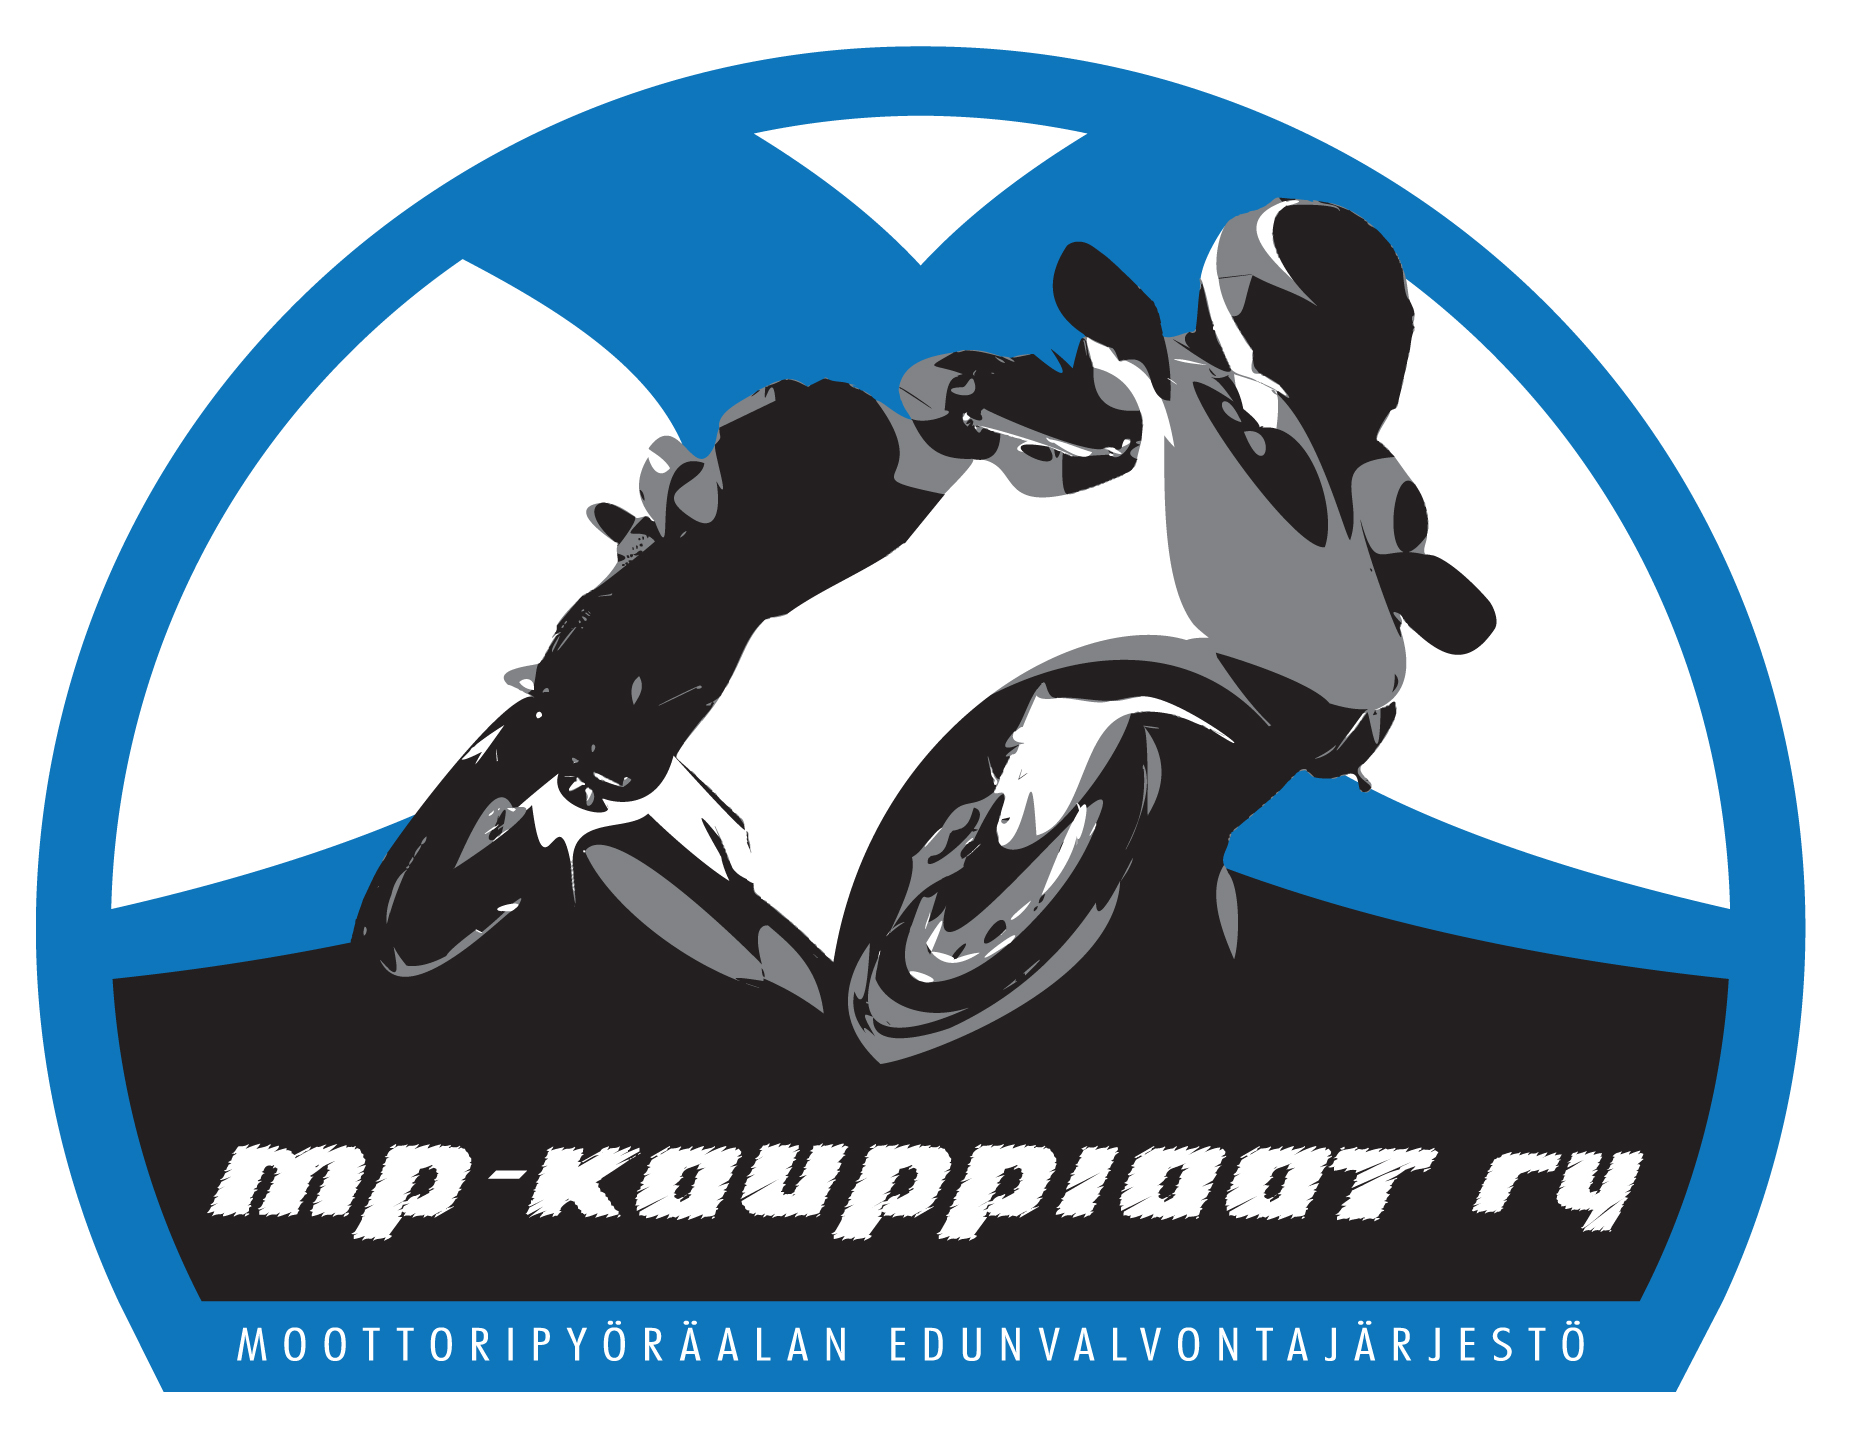 mp-kauppiaat ry
MOOTTORIPYÖRÄALAN EDUNVALVONTAJÄRJESTÖ